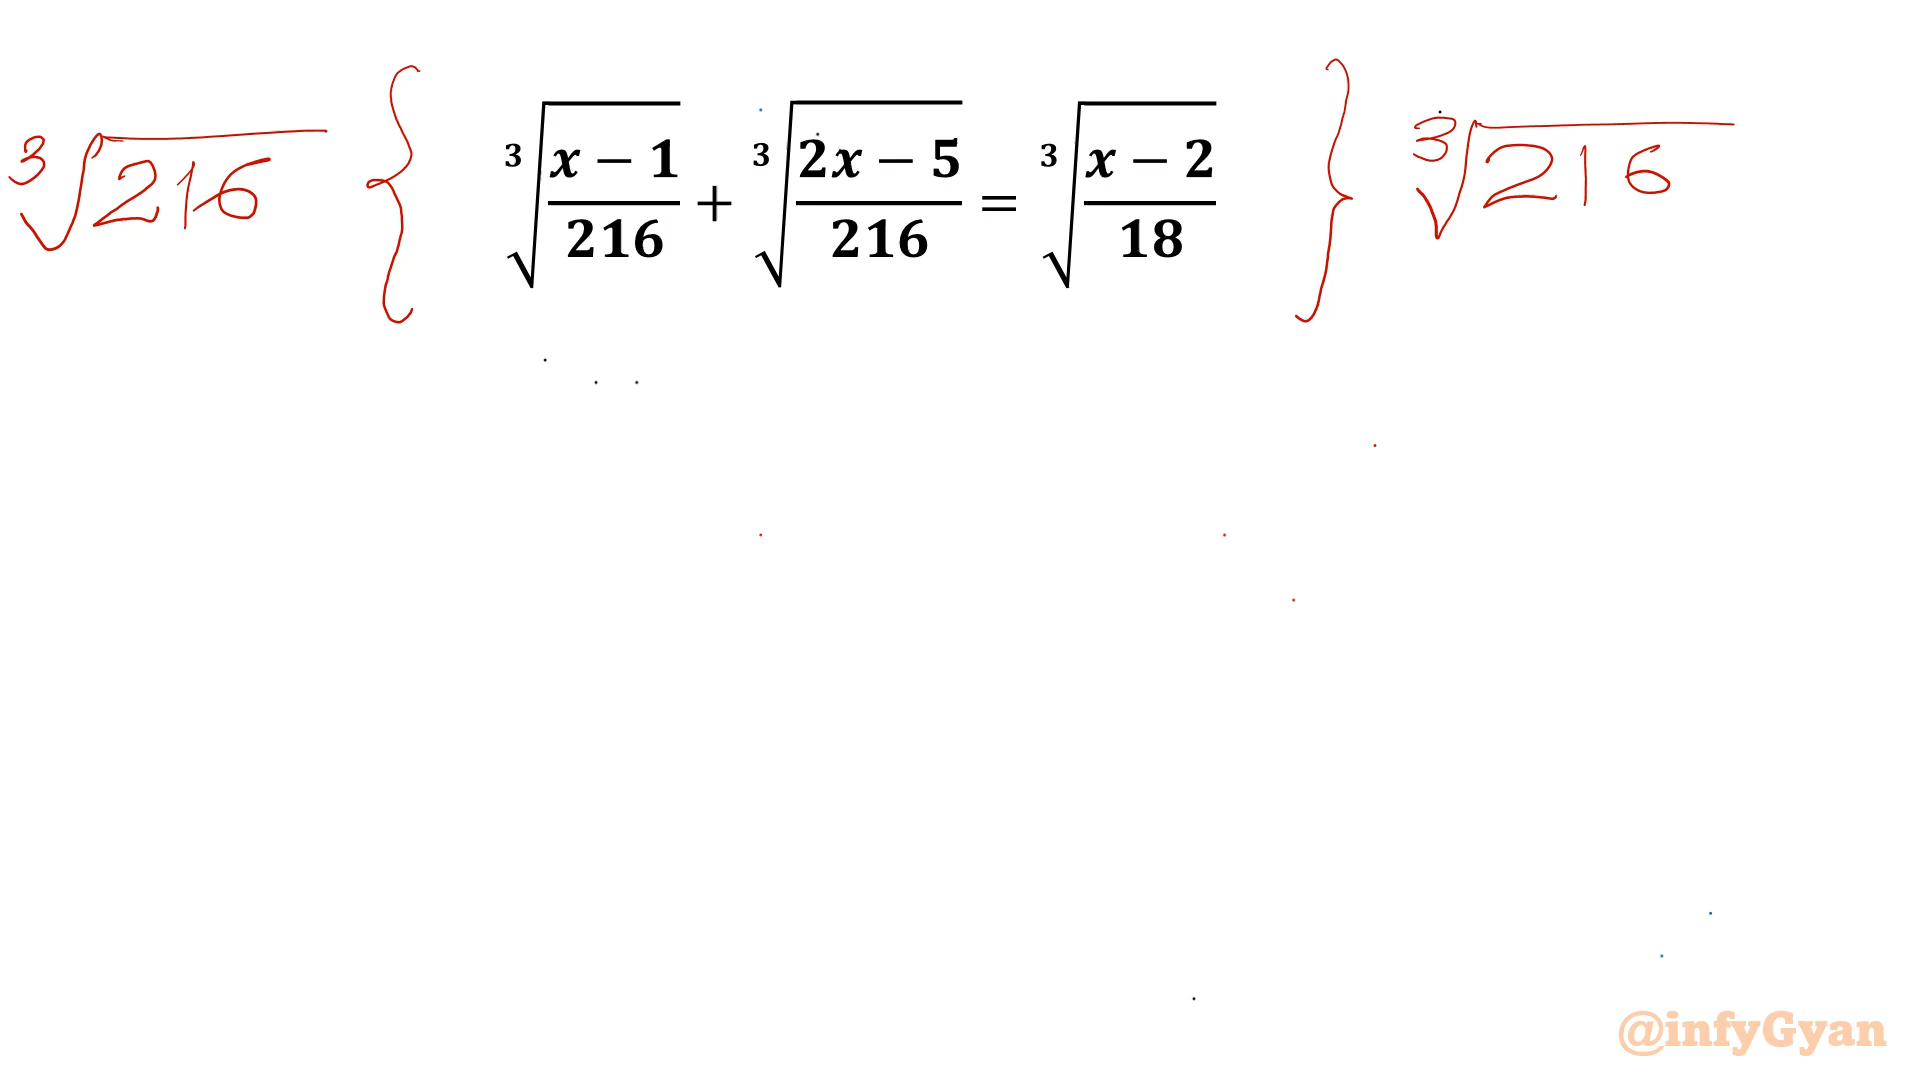 ∛216 { ∛((x − 1)/216) + ∛((2x − 5)/216) = ∛((x − 2)/18) } ∛216
@infyGyan